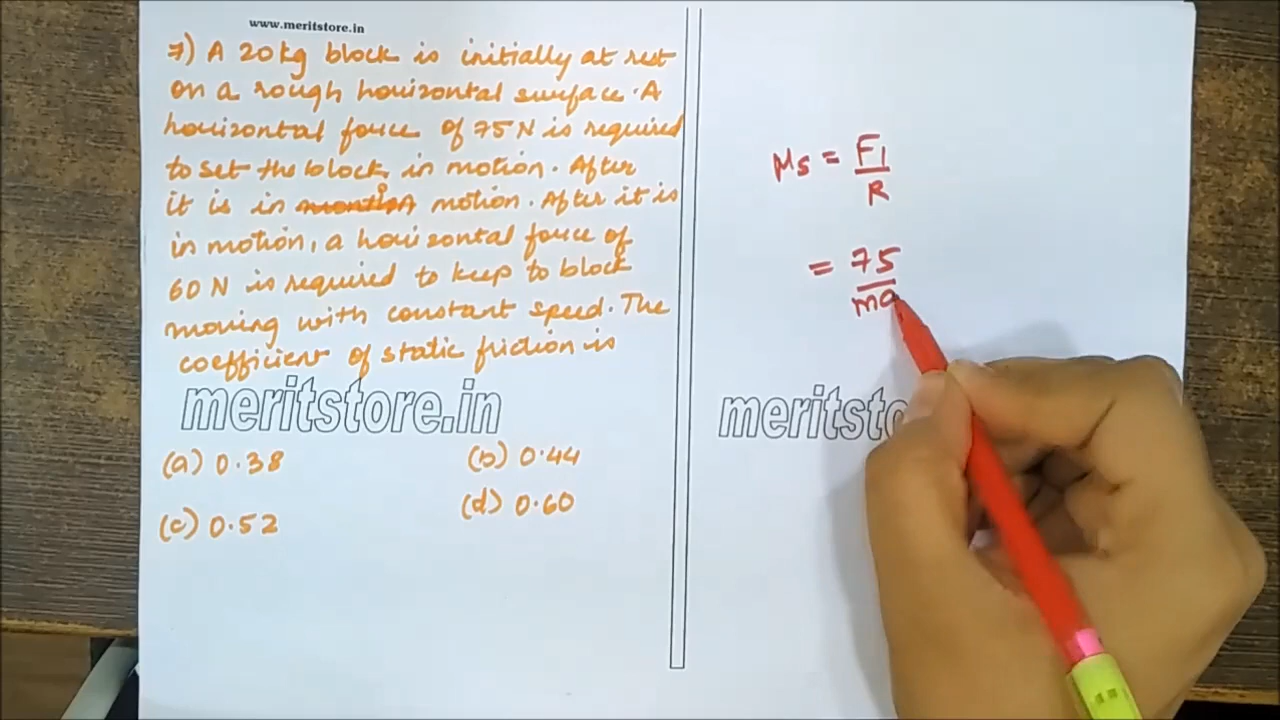 www.meritstore.in
7) A 20kg block is initially at rest
on a rough horizontal surface. A
horizontal force of 75N is required
to set the block in motion. After
it is in motion. After it is
in motion, a horizontal force of
60N is required to keep to block
moving with constant speed. The
coefficient of static friction is
meritstore.in
(a) 0.38 (b) 0.44
(c) 0.52 (d) 0.60
μs = F1
R
= 75
mg
meritsto